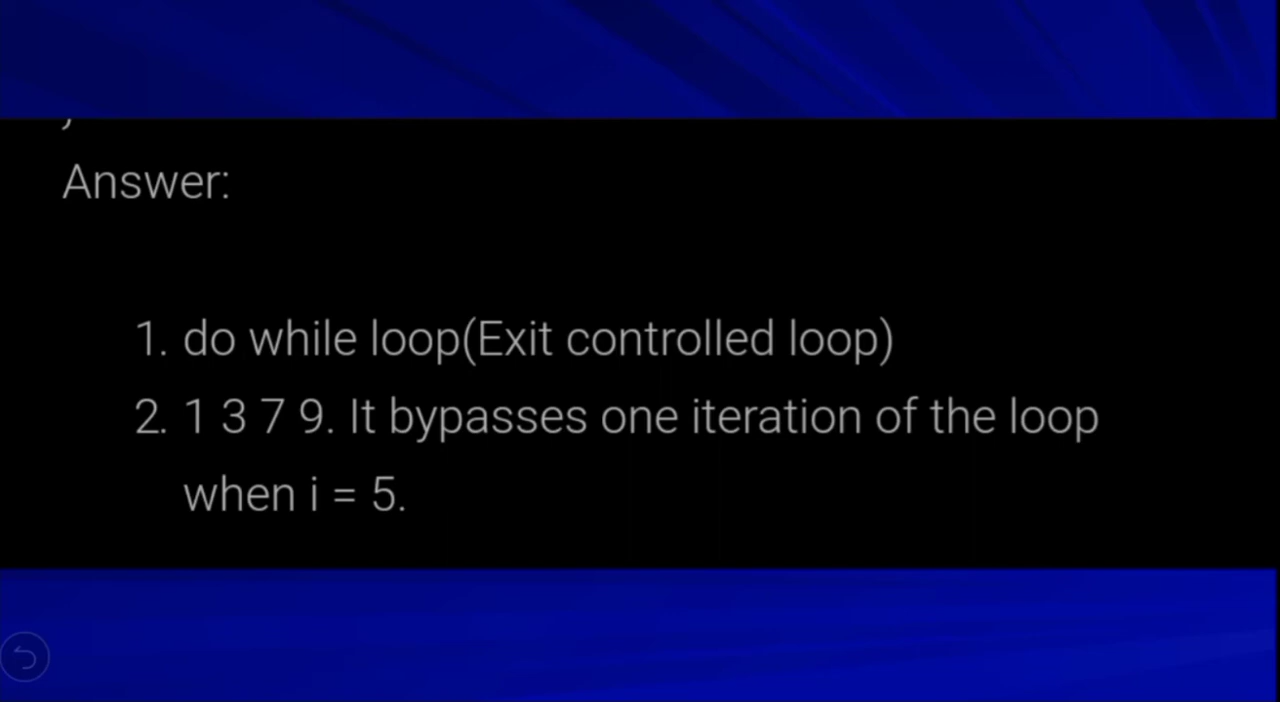 }
Answer:
1. do while loop(Exit controlled loop)
2. 1 3 7 9. It bypasses one iteration of the loop
when i = 5.